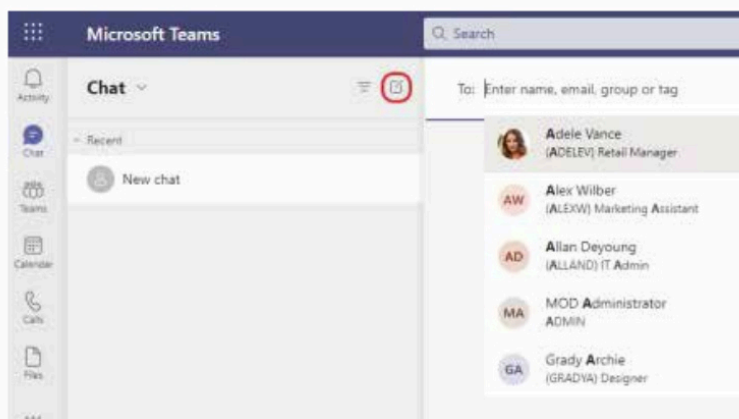 Microsoft Teams
Search
Activity
Chat
Teams
Calendar
Calls
Files
Chat
Recent
New chat
To: Enter name, email, group or tag
Adele Vance
(ADELEV) Retail Manager
AW
Alex Wilber
(ALEXW) Marketing Assistant
AD
Allan Deyoung
(ALLAND) IT Admin
MA
MOD Administrator
ADMIN
GA
Grady Archie
(GRADYA) Designer